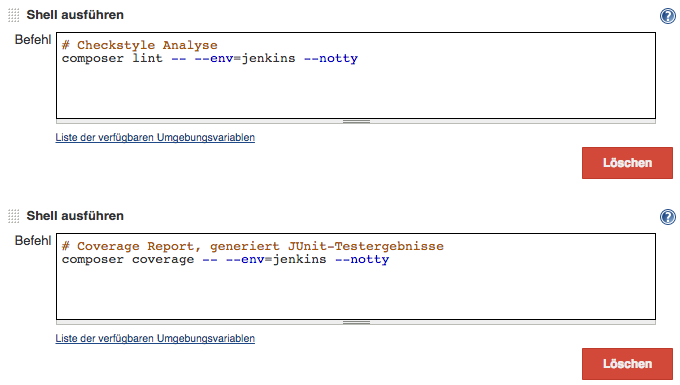 Shell ausführen
?
Befehl
# Checkstyle Analyse
composer lint -- --env=jenkins --notty
Liste der verfügbaren Umgebungsvariablen
Löschen
Shell ausführen
?
Befehl
# Coverage Report, generiert JUnit-Testergebnisse
composer coverage -- --env=jenkins --notty
Liste der verfügbaren Umgebungsvariablen
Löschen